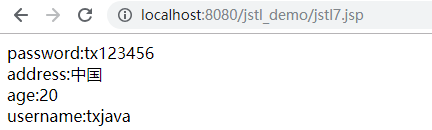 localhost:8080/jstl_demo/jstl7.jsp
password:tx123456
address:中国
age:20
username:txjava